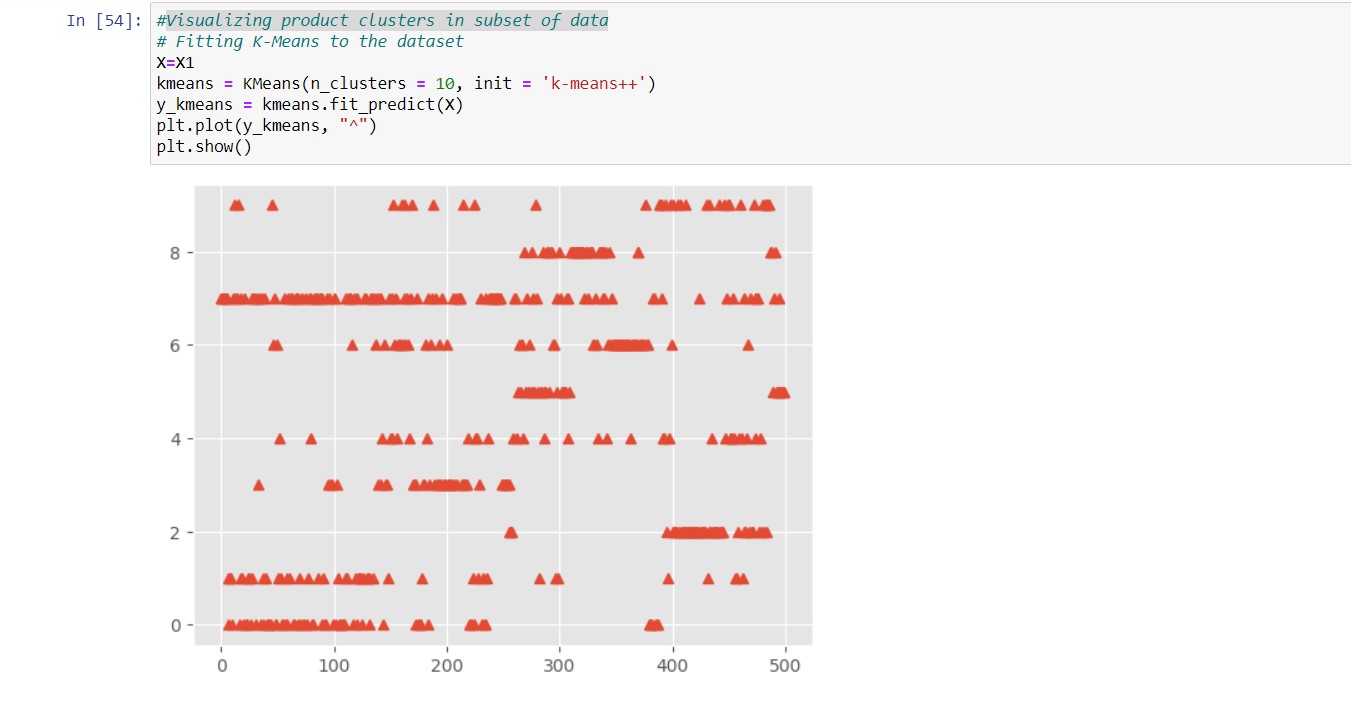 In [54]: #Visualizing product clusters in subset of data
# Fitting K-Means to the dataset
X=X1
kmeans = KMeans(n_clusters = 10, init = 'k-means++')
y_kmeans = kmeans.fit_predict(X)
plt.plot(y_kmeans, "^")
plt.show()
8
6
4
2
0
0 100 200 300 400 500